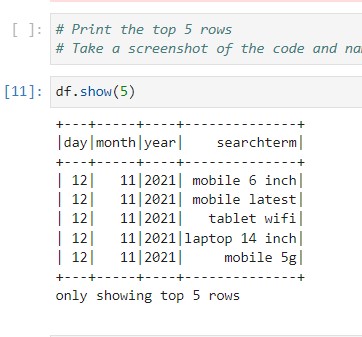 [ ]: # Print the top 5 rows
# Take a screenshot of the code and
[11]: df.show(5)
+---+-----+----+--------------+
|day|month|year|    searchterm|
+---+-----+----+--------------+
| 12|   11|2021| mobile 6 inch|
| 12|   11|2021| mobile latest|
| 12|   11|2021|   tablet wifi|
| 12|   11|2021|laptop 14 inch|
| 12|   11|2021|     mobile 5g|
+---+-----+----+--------------+
only showing top 5 rows